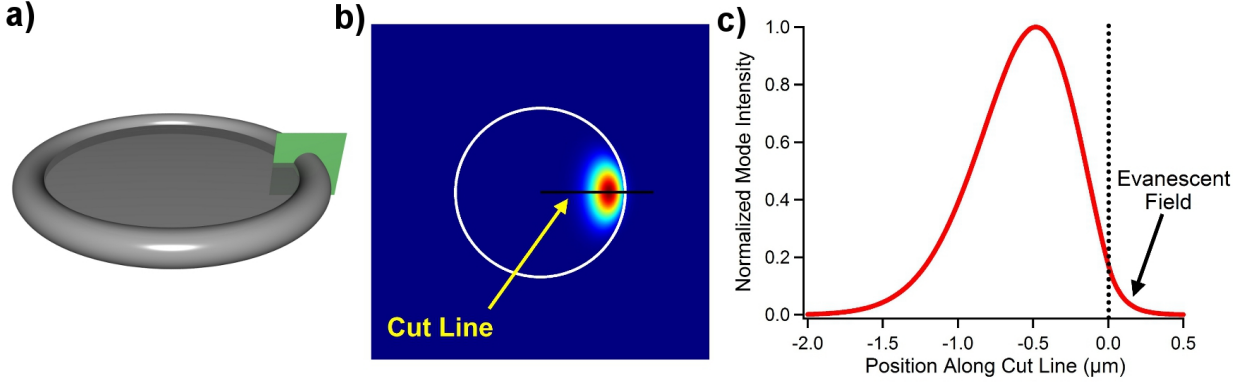 a)
b)
Cut Line
c)
Normalized Mode Intensity
1.0
0.8
0.6
0.4
0.2
0.0
Evanescent
Field
-2.0 -1.5 -1.0 -0.5 0.0 0.5
Position Along Cut Line (µm)